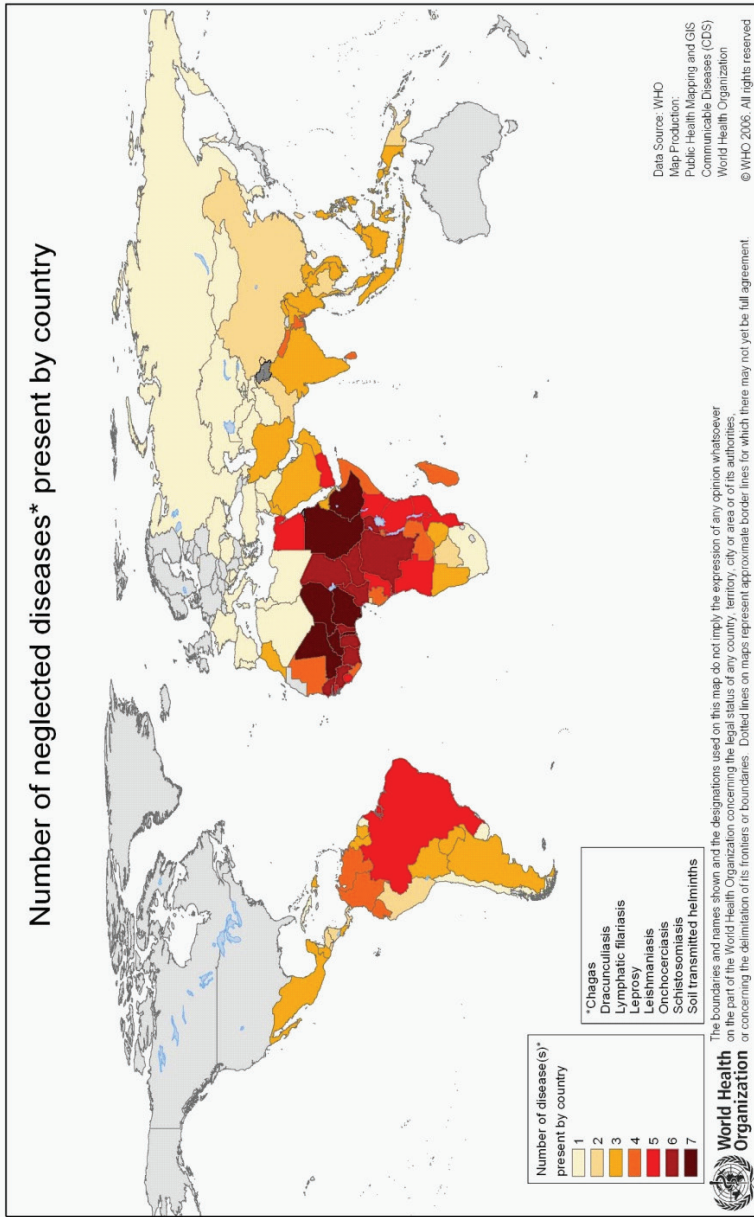 Number of neglected diseases* present by country
Number of disease(s)*
present by country
1
2
3
4
5
6
7
*Chagas
Dracunculiasis
Lymphatic filariasis
Leprosy
Leishmaniasis
Onchocerciasis
Schistosomiasis
Soil transmitted helminths
Data Source: WHO
Map Production:
Public Health Mapping and GIS
Communicable Diseases (CDS)
World Health Organization
© WHO 2006. All rights reserved
World Health
Organization
The boundaries and names shown and the designations used on this map do not imply the expression of any opinion whatsoever
on the part of the World Health Organization concerning the legal status of any country, territory, city or area or of its authorities,
or concerning the delimitation of its frontiers or boundaries. Dotted lines on maps represent approximate border lines for which there may not yet be full agreement.